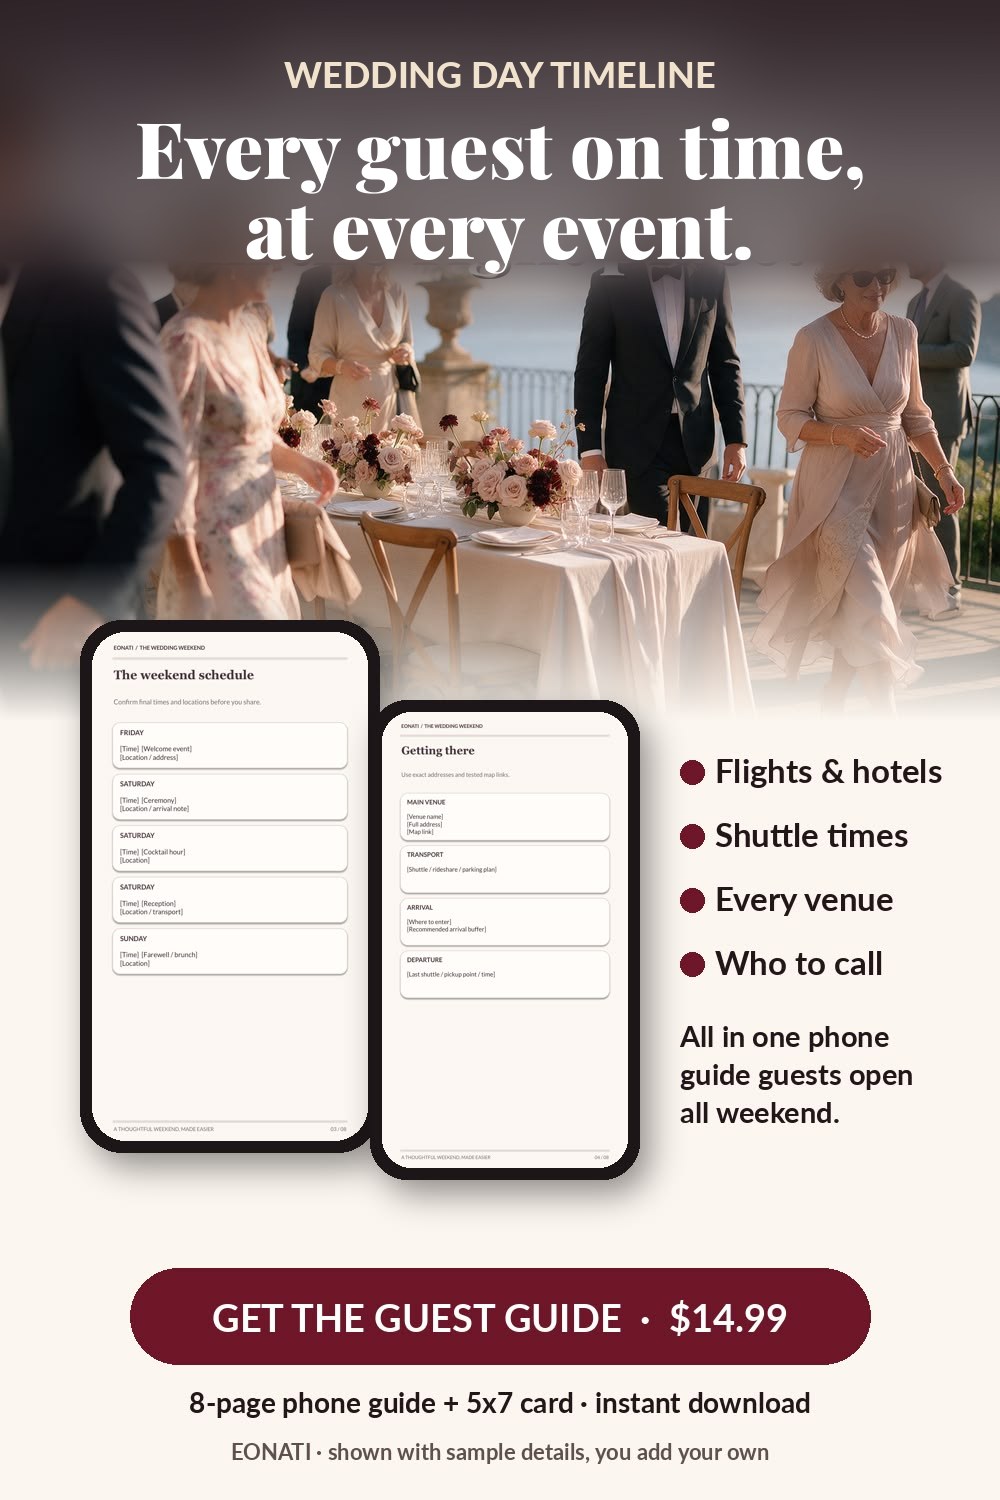 WEDDING DAY TIMELINE
Every guest on time,
at every event.
EONATI / THE WEDDING WEEKEND
The weekend schedule
Confirm final times and locations before you share.
FRIDAY
[Time] [Welcome event]
[Location / address]
SATURDAY
[Time] [Ceremony]
[Location / arrival note]
SATURDAY
[Time] [Cocktail hour]
[Location]
SATURDAY
[Time] [Reception]
[Location / transport]
SUNDAY
[Time] [Farewell / brunch]
[Location]
A THOUGHTFUL WEEKEND, MADE EASIER
03 / 08
EONATI / THE WEDDING WEEKEND
Getting there
Use exact addresses and tested map links.
MAIN VENUE
[Venue name]
[Full address]
[Map link]
TRANSPORT
[Shuttle / rideshare / parking plan]
ARRIVAL
[Where to enter]
[Recommended arrival buffer]
DEPARTURE
[Last shuttle / pickup point / time]
A THOUGHTFUL WEEKEND, MADE EASIER
04 / 08
Flights & hotels
Shuttle times
Every venue
Who to call
All in one phone
guide guests open
all weekend.
GET THE GUEST GUIDE · $14.99
8-page phone guide + 5x7 card · instant download
EONATI · shown with sample details, you add your own